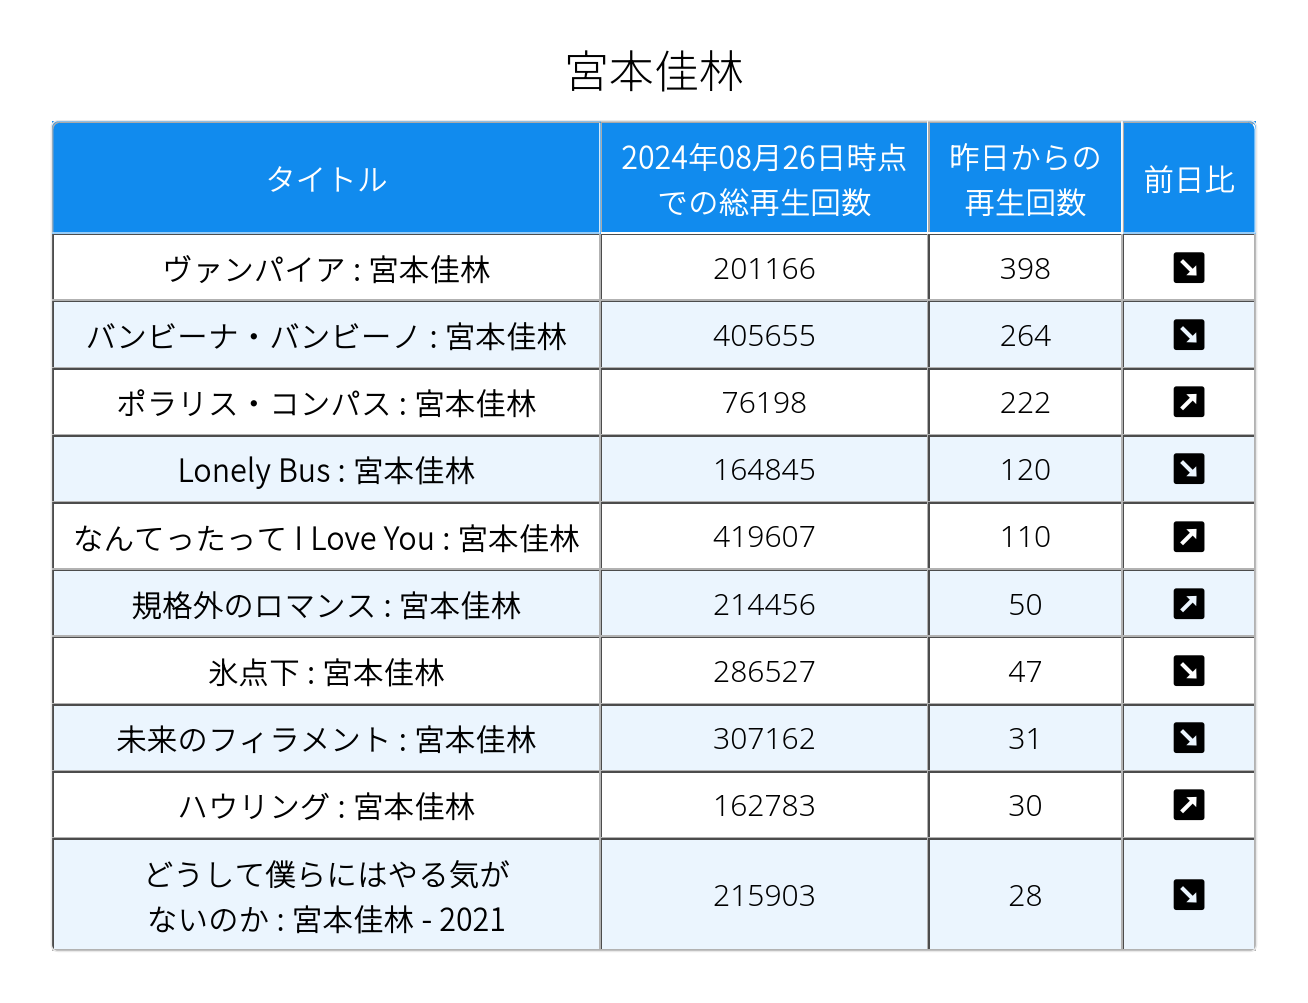 宮本佳林
タイトル
2024年08月26日時点
での総再生回数
昨日からの
再生回数
前日比
ヴァンパイア : 宮本佳林 201166 398 ↘
バンビーナ・バンビーノ : 宮本佳林 405655 264 ↘
ポラリス・コンパス : 宮本佳林 76198 222 ↗
Lonely Bus : 宮本佳林 164845 120 ↘
なんてったって I Love You : 宮本佳林 419607 110 ↗
規格外のロマンス : 宮本佳林 214456 50 ↗
氷点下 : 宮本佳林 286527 47 ↘
未来のフィラメント : 宮本佳林 307162 31 ↘
ハウリング : 宮本佳林 162783 30 ↗
どうして僕らにはやる気が
ないのか : 宮本佳林 - 2021 215903 28 ↘